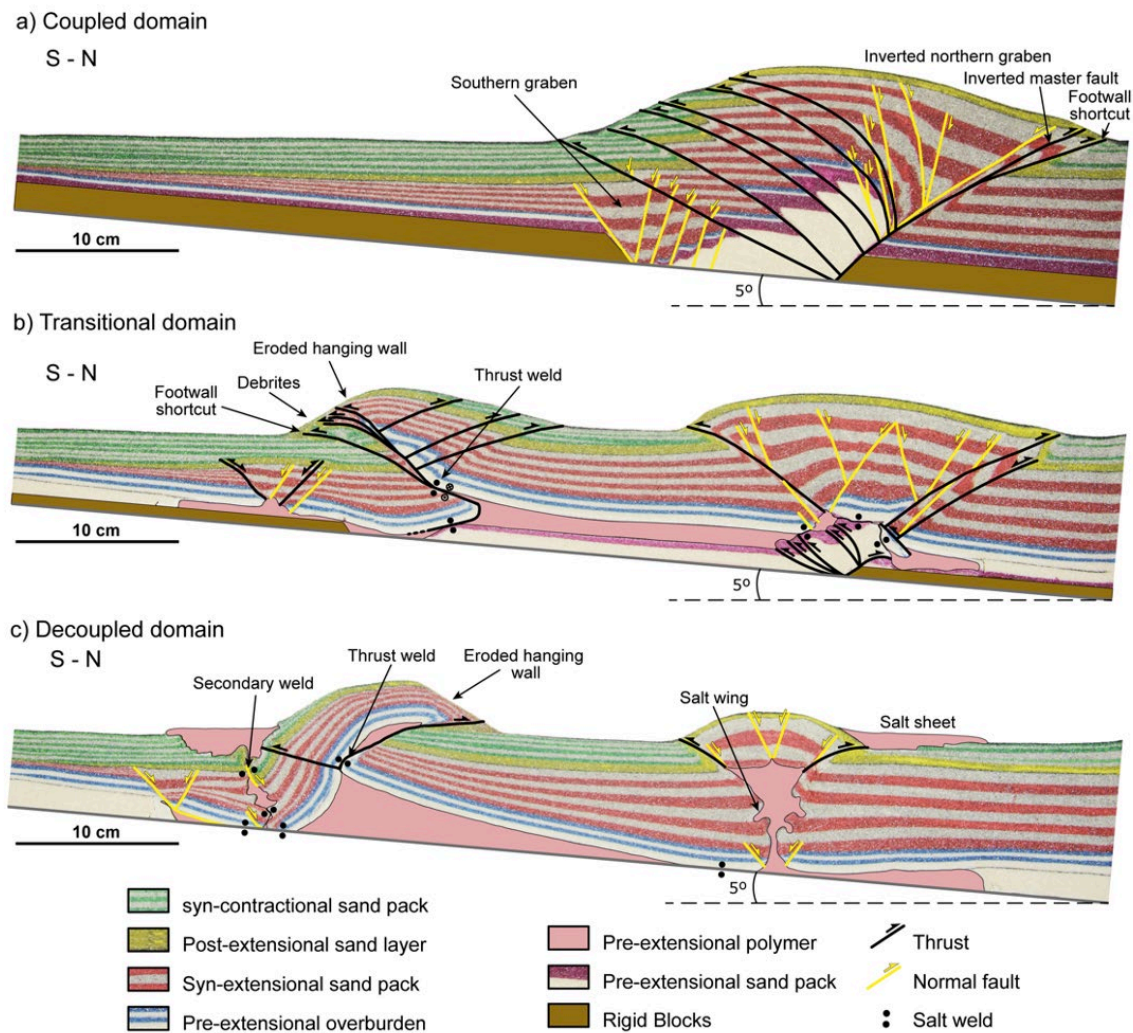 a) Coupled domain
S - N
Southern graben
Inverted northern graben
Inverted master fault
Footwall
shortcut
10 cm
5º
b) Transitional domain
S - N
Eroded hanging wall
Debrites
Footwall
shortcut
Thrust weld
10 cm
5º
c) Decoupled domain
S - N
Secondary weld
Thrust weld
Eroded hanging
wall
Salt wing
Salt sheet
10 cm
5º
syn-contractional sand pack
Post-extensional sand layer
Syn-extensional sand pack
Pre-extensional overburden
Pre-extensional polymer
Pre-extensional sand pack
Rigid Blocks
Thrust
Normal fault
Salt weld